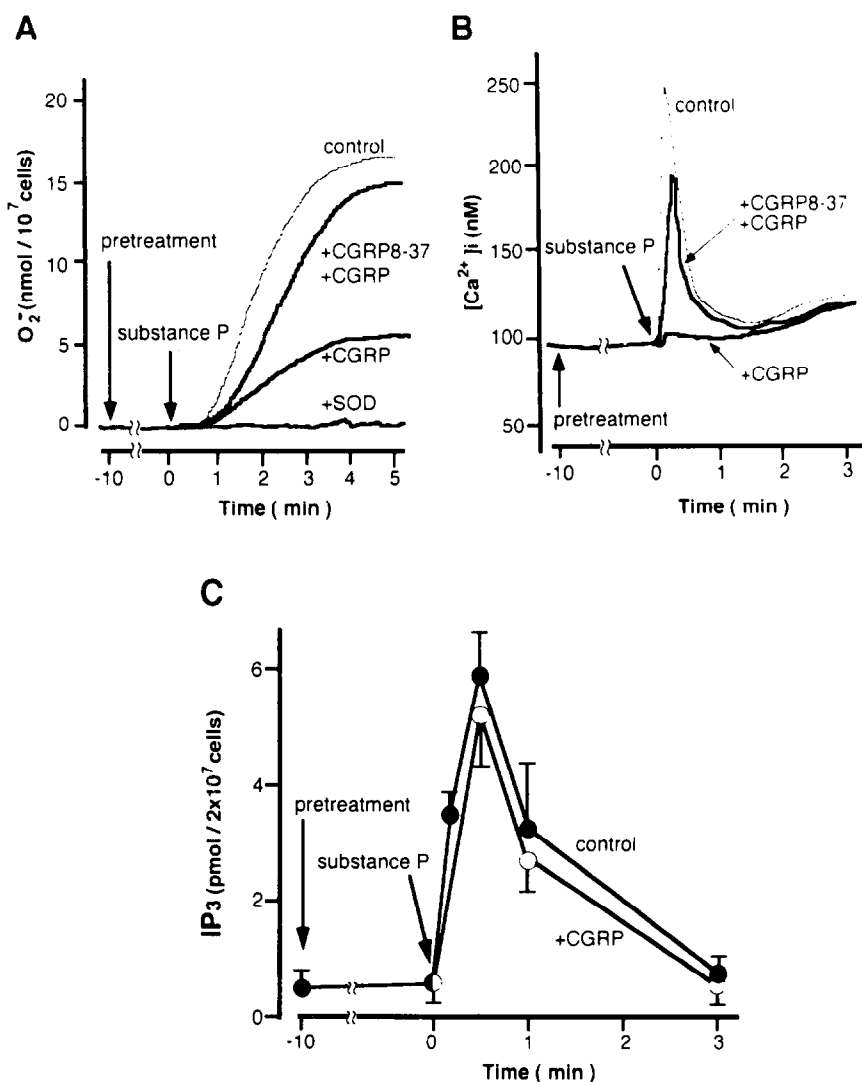 A
O2- (nmol / 10^7 cells)
20
15
10
5
0
pretreatment
substance P
control
+CGRP8-37
+CGRP
+CGRP
+SOD
-10 0 1 2 3 4 5
Time ( min )
B
[Ca2+ ]i (nM)
250
200
150
100
50
control
substance P
+CGRP8-37
+CGRP
+CGRP
pretreatment
-10 0 1 2 3
Time ( min )
C
IP3 (pmol / 2x10^7 cells)
6
4
2
0
pretreatment
substance P
control
+CGRP
-10 0 1 2 3
Time ( min )